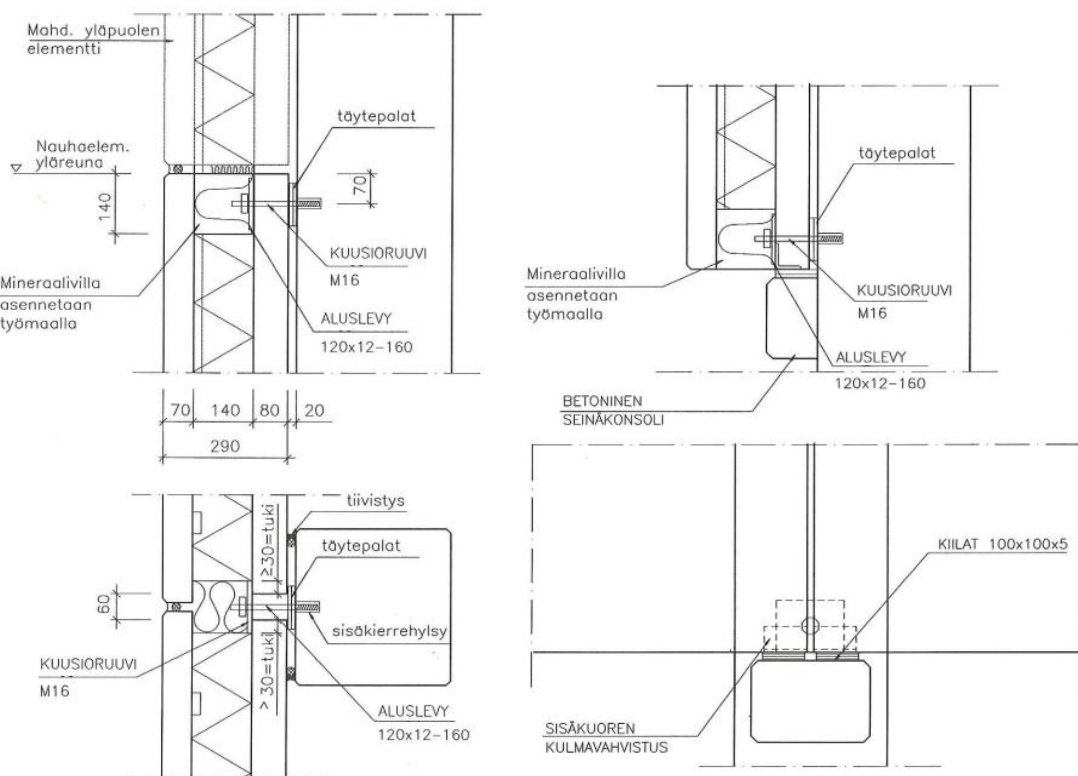 Mahd. yläpuolen
elementti
Nauhaelem.
yläreuna
140
Mineraalivilla
asennetaan
työmaalla
täytepalat
70
KUUSIORUUVI
M16
ALUSLEVY
120x12-160
70 140 80 20
290
täytepalat
Mineraalivilla
asennetaan
työmaalla
KUUSIORUUVI
M16
ALUSLEVY
120x12-160
BETONINEN
SEINÄKONSOLI
60
KUUSIORUUVI
M16
≥30=tuki
> 30=tuki
tiivistys
täytepalat
sisäkierrehylsy
ALUSLEVY
120x12-160
KIILAT 100x100x5
SISÄKUOREN
KULMAVAHVISTUS